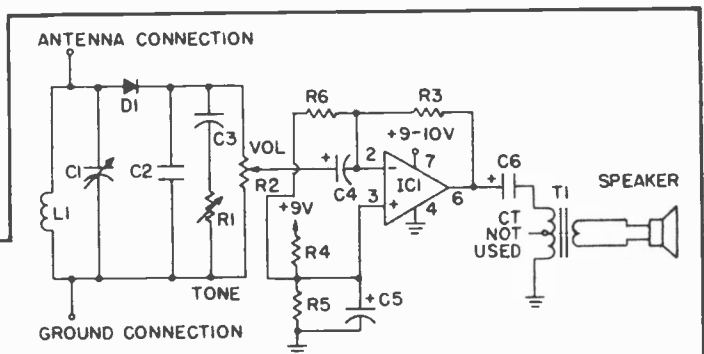 ANTENNA CONNECTION
D1
C1
C2
C3
L1
R1
VOL
R2
TONE
GROUND CONNECTION
R6
R3
+9-10V
+
C4
2
-
7
IC1
3
+
4
6
+9V
R4
R5
+
C5
+
C6
T1
SPEAKER
CT
NOT
USED